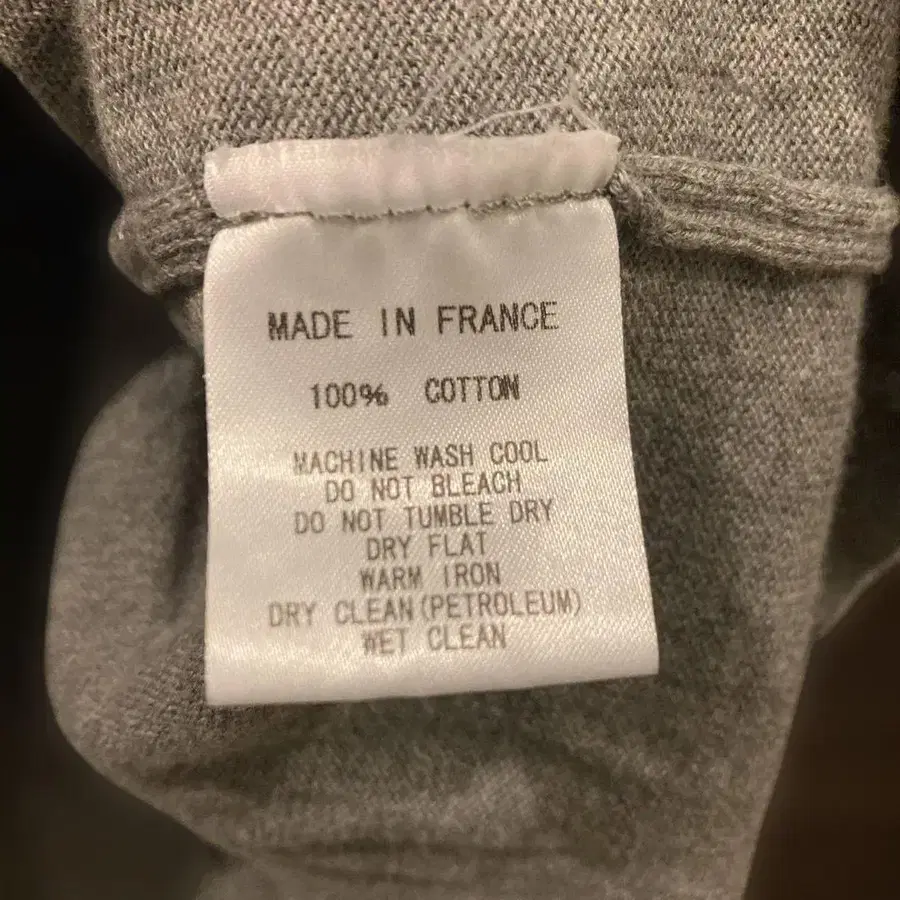 MADE IN FRANCE
100% COTTON
MACHINE WASH COOL
DO NOT BLEACH
DO NOT TUMBLE DRY
DRY FLAT
WARM IRON
DRY CLEAN(PETROLEUM)
WET CLEAN